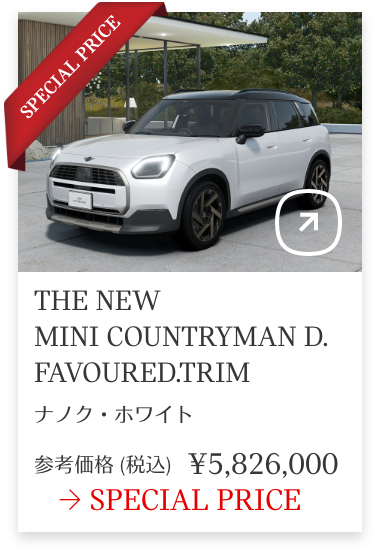 SPECIAL PRICE
THE NEW
MINI COUNTRYMAN D.
FAVOURED.TRIM
ナノク・ホワイト
参考価格 (税込) ¥5,826,000
→ SPECIAL PRICE